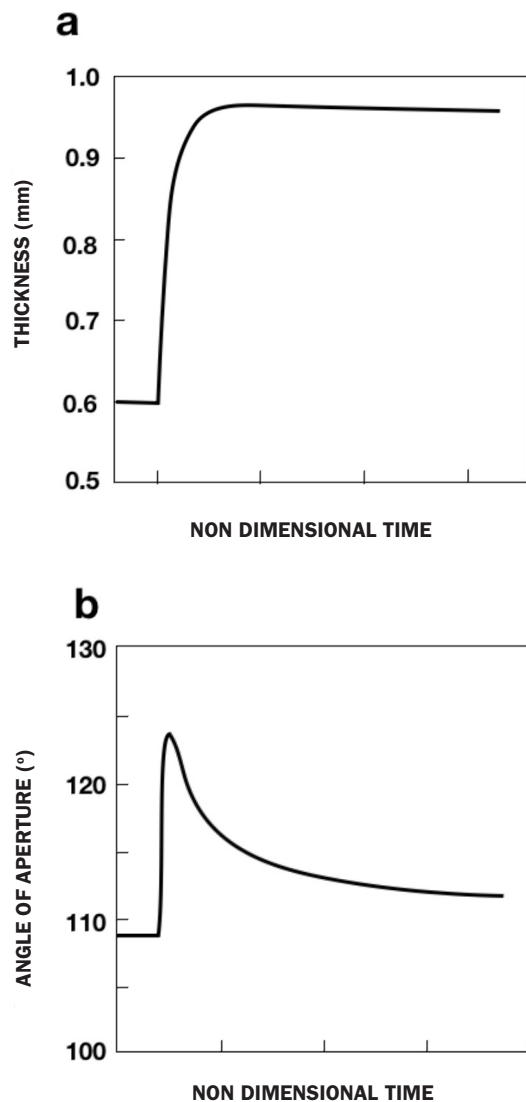 a
1.0
0.9
0.8
0.7
0.6
0.5
THICKNESS (mm)
NON DIMENSIONAL TIME
b
130
120
110
100
ANGLE OF APERTURE (º)
NON DIMENSIONAL TIME